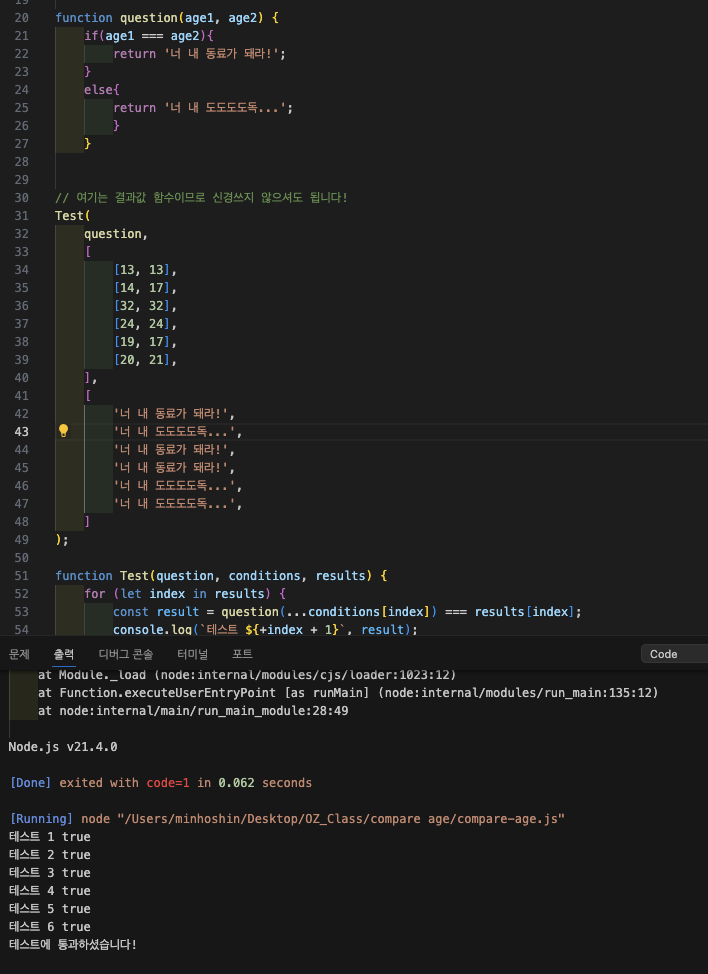 19
20 function question(age1, age2) {
21     if(age1 === age2){
22         return '너 내 동료가 돼라!';
23     }
24     else{
25         return '너 내 도도도도독...';
26         }
27     }
28
29
30 // 여기는 결과값 함수이므로 신경쓰지 않으셔도 됩니다!
31 Test(
32     question,
33     [
34         [13, 13],
35         [14, 17],
36         [32, 32],
37         [24, 24],
38         [19, 17],
39         [20, 21],
40     ],
41     [
42         '너 내 동료가 돼라!',
43         '너 내 도도도도독...',
44         '너 내 동료가 돼라!',
45         '너 내 동료가 돼라!',
46         '너 내 도도도도독...',
47         '너 내 도도도도독...',
48     ]
49 );
50
51 function Test(question, conditions, results) {
52     for (let index in results) {
53         const result = question(...conditions[index]) === results[index];
54         console.log(`테스트 ${+index + 1}`, result);
문제 출력 디버그 콘솔 터미널 포트 Code
at Module._load (node:internal/modules/cjs/loader:1023:12)
at Function.executeUserEntryPoint [as runMain] (node:internal/modules/run_main:135:12)
at node:internal/main/run_main_module:28:49
Node.js v21.4.0
[Done] exited with code=1 in 0.062 seconds
[Running] node "/Users/minhoshin/Desktop/OZ_Class/compare age/compare-age.js"
테스트 1 true
테스트 2 true
테스트 3 true
테스트 4 true
테스트 5 true
테스트 6 true
테스트에 통과하셨습니다!